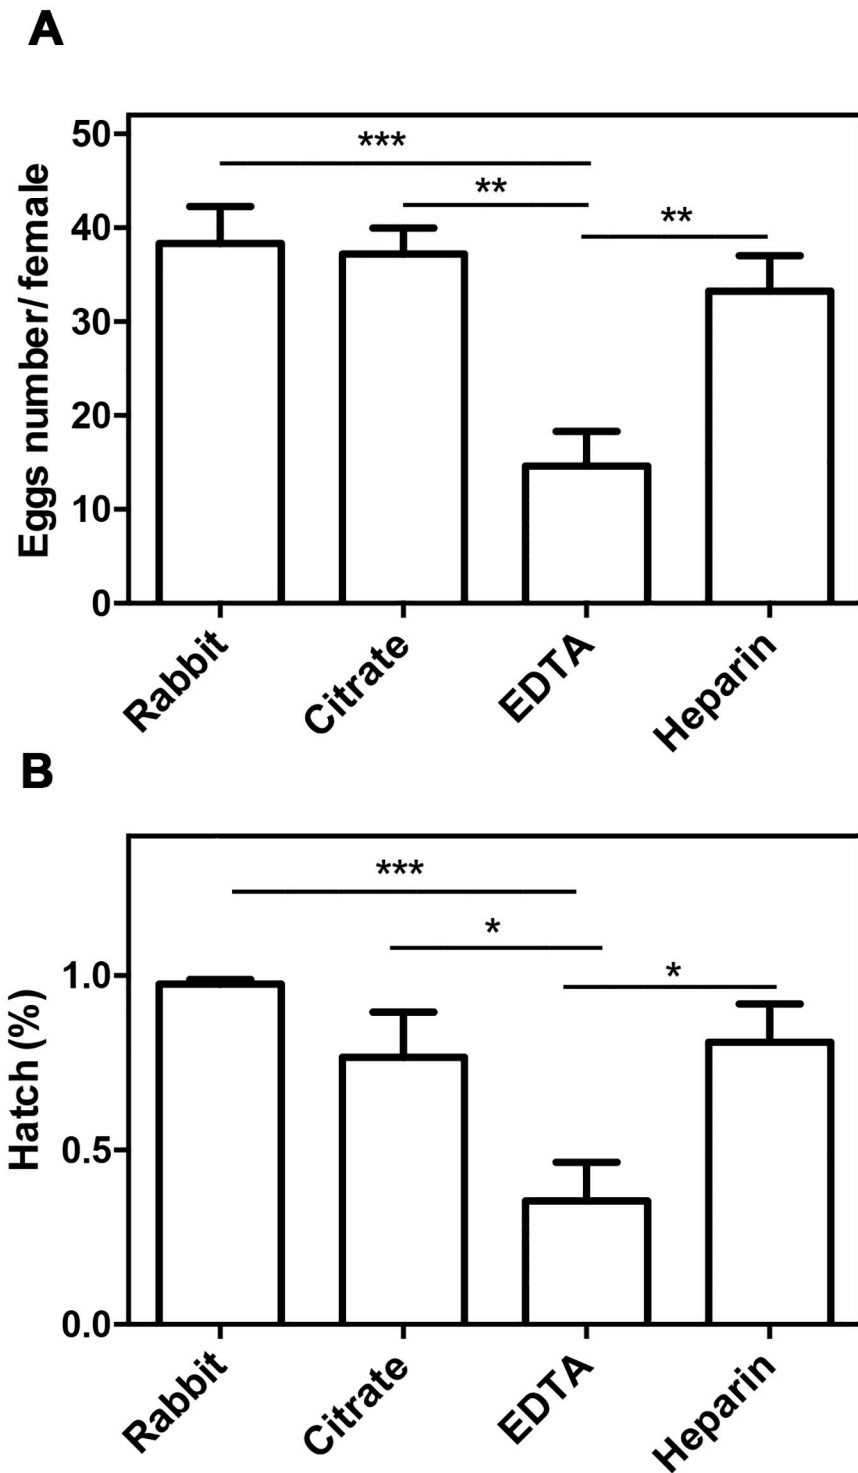 A
Eggs number/female
50
40
30
20
10
0
***
**
**
Rabbit
Citrate
EDTA
Heparin
B
Hatch (%)
1.0
0.5
0.0
***
*
*
Rabbit
Citrate
EDTA
Heparin